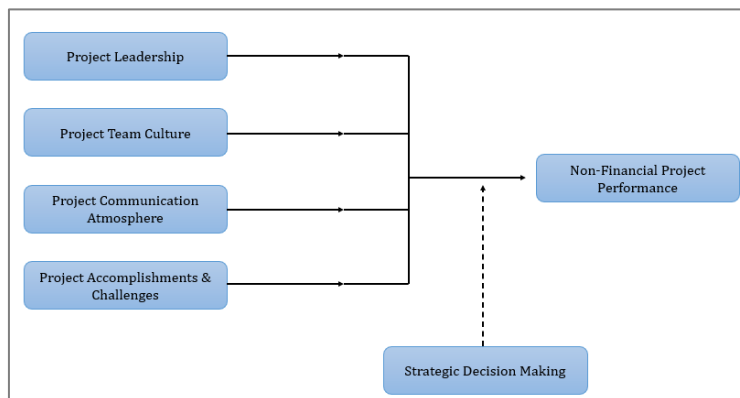 Project Leadership
Project Team Culture
Project Communication
Atmosphere
Project Accomplishments &
Challenges
Non-Financial Project
Performance
Strategic Decision Making